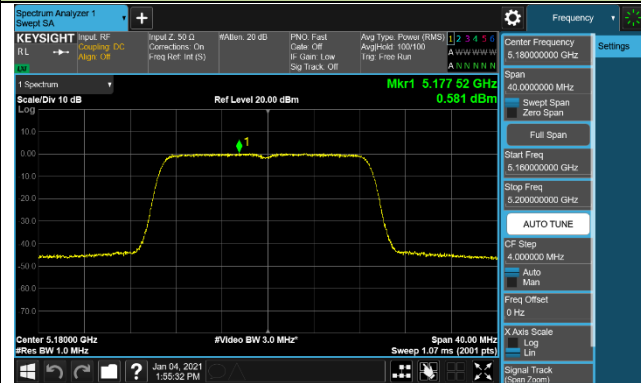 Spectrum Analyzer 1
Swept SA
+
Frequency
KEYSIGHT
RL
LXI
Input: RF
Coupling: DC
Align: Off
Input Z: 50 Ω
Corrections: On
Freq Ref: Int (S)
#Atten: 20 dB
PNO: Fast
Gate: Off
IF Gain: Low
Sig Track: Off
Avg Type: Power (RMS)
Avg|Hold: 100/100
Trig: Free Run
1 2 3 4 5 6
A W W W W W
A N N N N N
1 Spectrum
Scale/Div 10 dB
Log
Ref Level 20.00 dBm
Mkr1 5.177 52 GHz
0.581 dBm
10.0
0.00
-10.0
-20.0
-30.0
-40.0
-50.0
-60.0
-70.0
1
Center 5.18000 GHz
#Res BW 1.0 MHz
#Video BW 3.0 MHz*
Span 40.00 MHz
Sweep 1.07 ms (2001 pts)
Center Frequency
5.180000000 GHz
Span
40.0000000 MHz
Swept Span
Zero Span
Full Span
Start Freq
5.160000000 GHz
Stop Freq
5.200000000 GHz
AUTO TUNE
CF Step
4.000000 MHz
Auto
Man
Freq Offset
0 Hz
X Axis Scale
Log
Lin
Signal Track
(Span Zoom)
Settings
?
Jan 04, 2021
1:55:32 PM